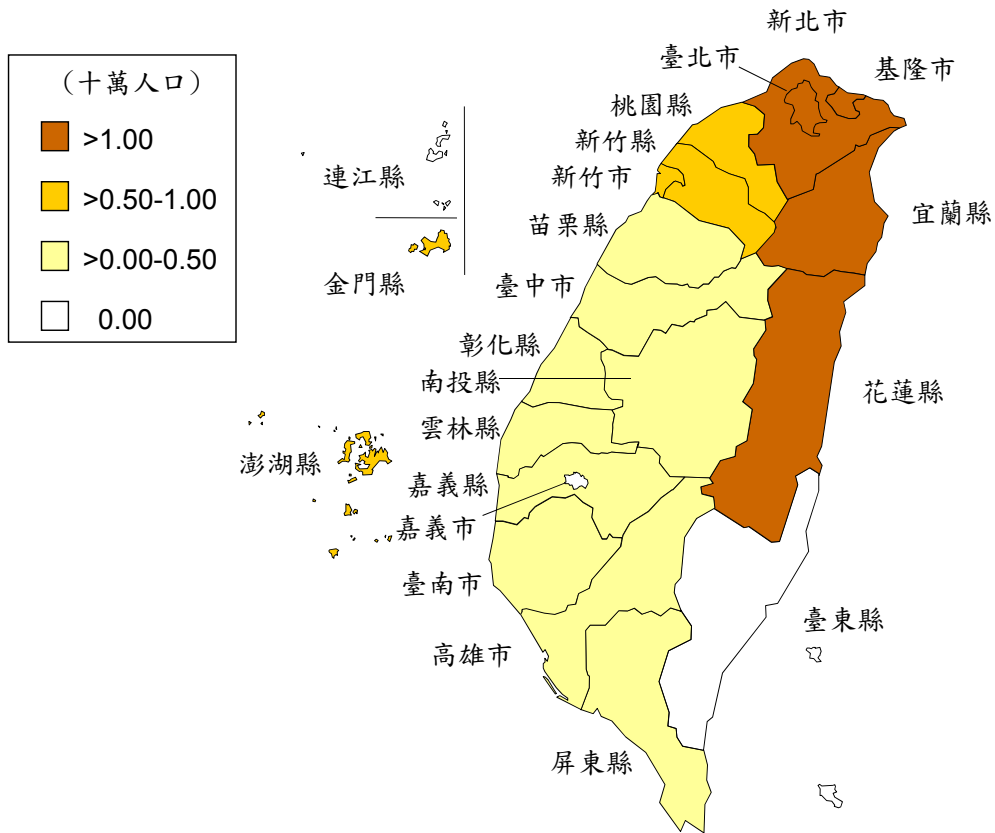 （十萬人口）
>1.00
>0.50-1.00
>0.00-0.50
0.00
新北市
臺北市
基隆市
桃園縣
新竹縣
新竹市
連江縣
苗栗縣
宜蘭縣
金門縣
臺中市
彰化縣
南投縣
花蓮縣
雲林縣
澎湖縣
嘉義縣
嘉義市
臺南市
臺東縣
高雄市
屏東縣